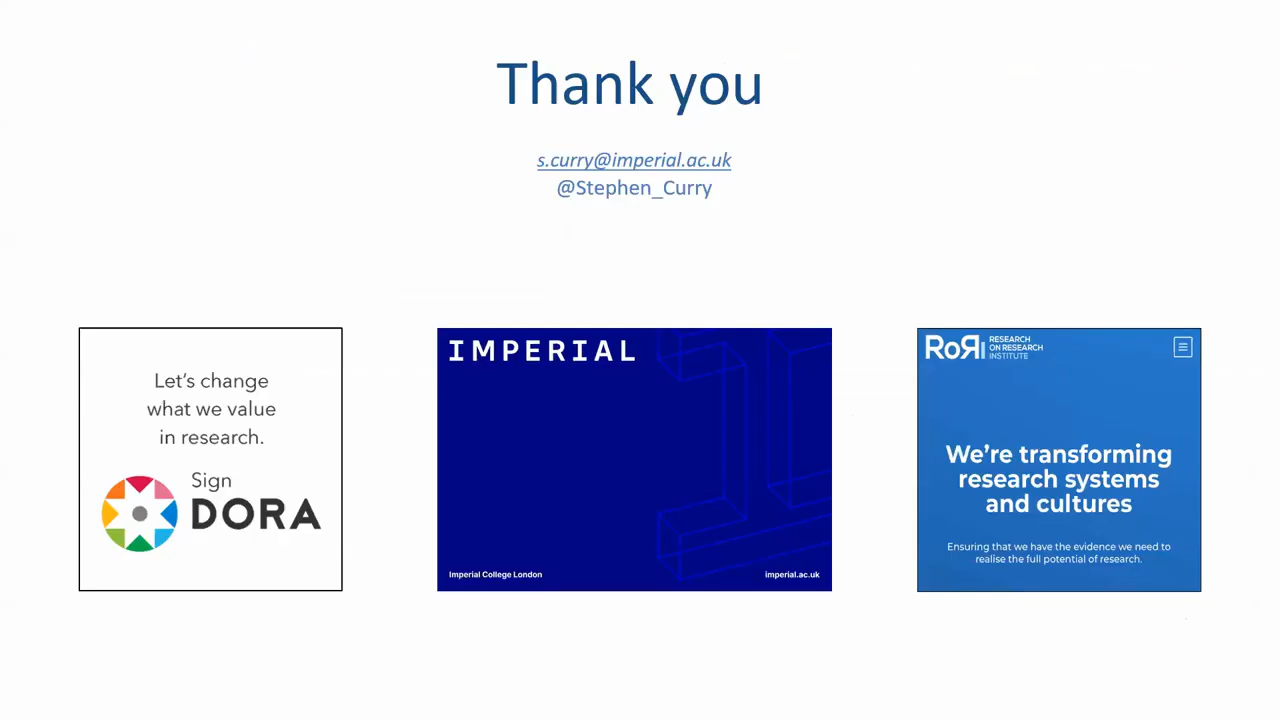 Thank you
s.curry@imperial.ac.uk
@Stephen_Curry
Let's change
what we value
in research.
Sign
DORA
IMPERIAL
Imperial College London
imperial.ac.uk
RoRI
RESEARCH
ON RESEARCH
INSTITUTE
We're transforming
research systems
and cultures
Ensuring that we have the evidence we need to
realise the full potential of research.